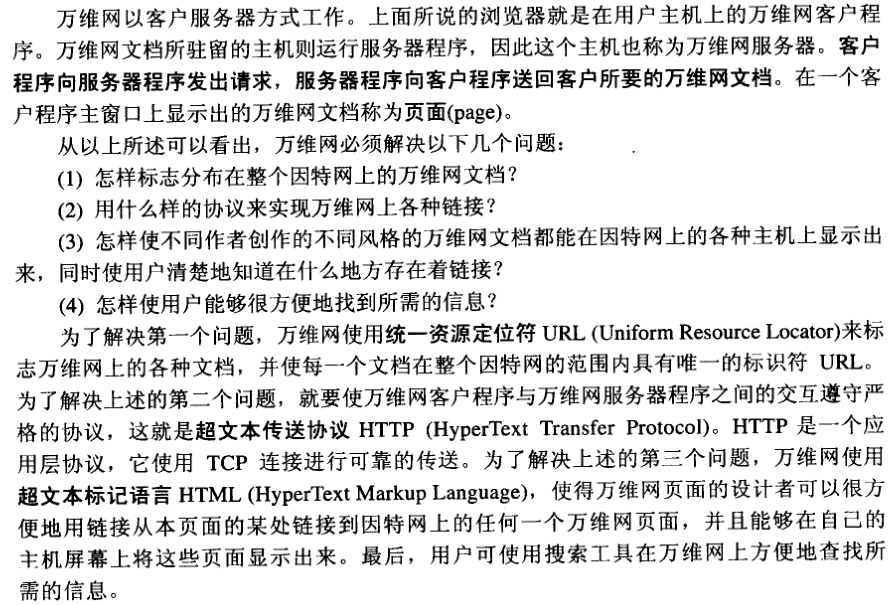 万维网以客户服务器方式工作。上面所说的浏览器就是在用户主机上的万维网客户程
序。万维网文档所驻留的主机则运行服务器程序，因此这个主机也称为万维网服务器。客户
程序向服务器程序发出请求，服务器程序向客户程序送回客户所要的万维网文档。在一个客
户程序主窗口上显示出的万维网文档称为页面(page)。
从以上所述可以看出，万维网必须解决以下几个问题：
(1) 怎样标志分布在整个因特网上的万维网文档？
(2) 用什么样的协议来实现万维网上各种链接？
(3) 怎样使不同作者创作的不同风格的万维网文档都能在因特网上的各种主机上显示出
来，同时使用户清楚地知道在什么地方存在着链接？
(4) 怎样使用户能够很方便地找到所需的信息？
为了解决第一个问题，万维网使用统一资源定位符 URL (Uniform Resource Locator)来标
志万维网上的各种文档，并使每一个文档在整个因特网的范围内具有唯一的标识符 URL。
为了解决上述的第二个问题，就要使万维网客户程序与万维网服务器程序之间的交互遵守严
格的协议，这就是超文本传送协议 HTTP (HyperText Transfer Protocol)。HTTP 是一个应
用层协议，它使用 TCP 连接进行可靠的传送。为了解决上述的第三个问题，万维网使用
超文本标记语言 HTML (HyperText Markup Language)，使得万维网页面的设计者可以很方
便地用链接从本页面的某处链接到因特网上的任何一个万维网页面，并且能够在自己的
主机屏幕上将这些页面显示出来。最后，用户可使用搜索工具在万维网上方便地查找所
需的信息。